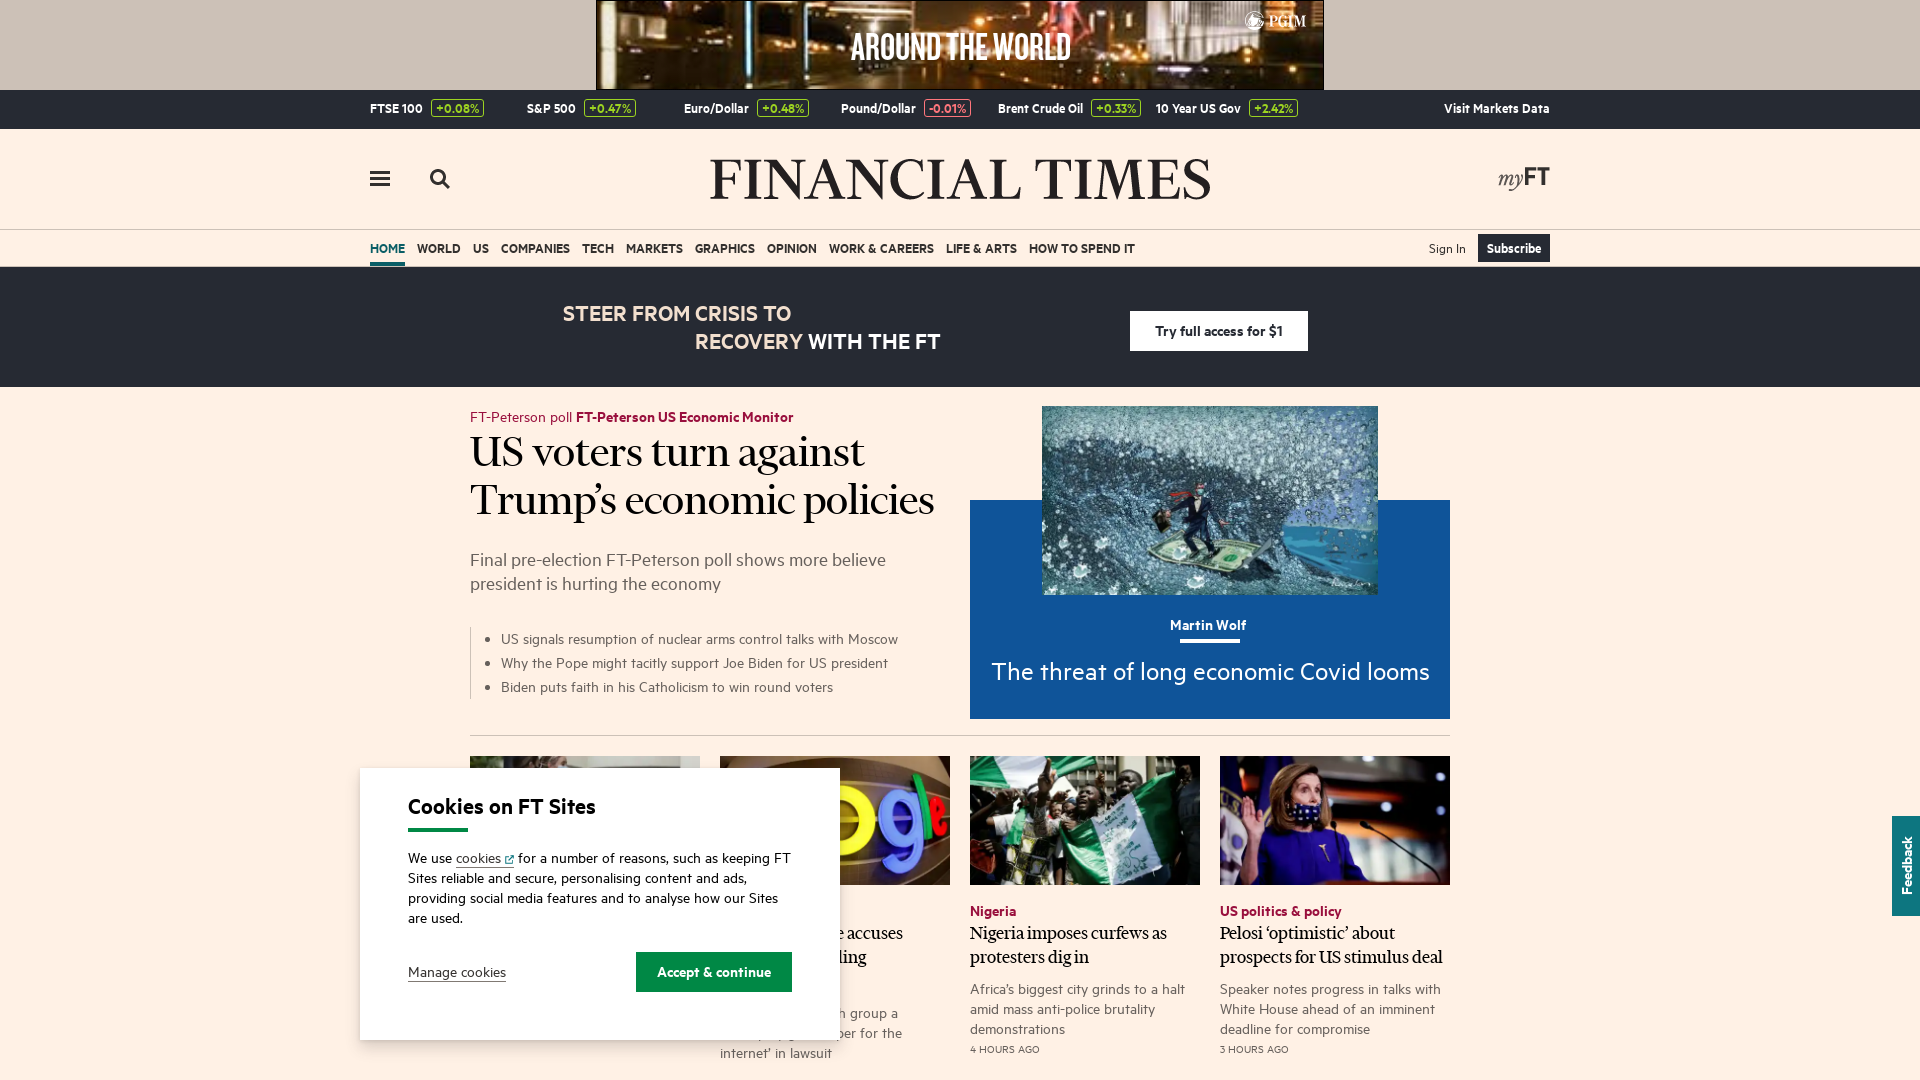 AROUND THE WORLD
PGIM
FTSE 100 +0.08% S&P 500 +0.47% Euro/Dollar +0.48% Pound/Dollar -0.01% Brent Crude Oil +0.33% 10 Year US Gov +2.42% Visit Markets Data
FINANCIAL TIMES
myFT
HOME WORLD US COMPANIES TECH MARKETS GRAPHICS OPINION WORK & CAREERS LIFE & ARTS HOW TO SPEND IT Sign In Subscribe
STEER FROM CRISIS TO
RECOVERY WITH THE FT
Try full access for $1
FT-Peterson poll FT-Peterson US Economic Monitor
US voters turn against
Trump’s economic policies
Final pre-election FT-Peterson poll shows more believe
president is hurting the economy
US signals resumption of nuclear arms control talks with Moscow
Why the Pope might tacitly support Joe Biden for US president
Biden puts faith in his Catholicism to win round voters
Martin Wolf
The threat of long economic Covid looms
Cookies on FT Sites
We use cookies for a number of reasons, such as keeping FT
Sites reliable and secure, personalising content and ads,
providing social media features and to analyse how our Sites
are used.
Manage cookies
Accept & continue
accuses
group a
for the
internet’ in lawsuit
Nigeria
Nigeria imposes curfews as
protesters dig in
Africa’s biggest city grinds to a halt
amid mass anti-police brutality
demonstrations
4 HOURS AGO
US politics & policy
Pelosi ‘optimistic’ about
prospects for US stimulus deal
Speaker notes progress in talks with
White House ahead of an imminent
deadline for compromise
3 HOURS AGO
Feedback